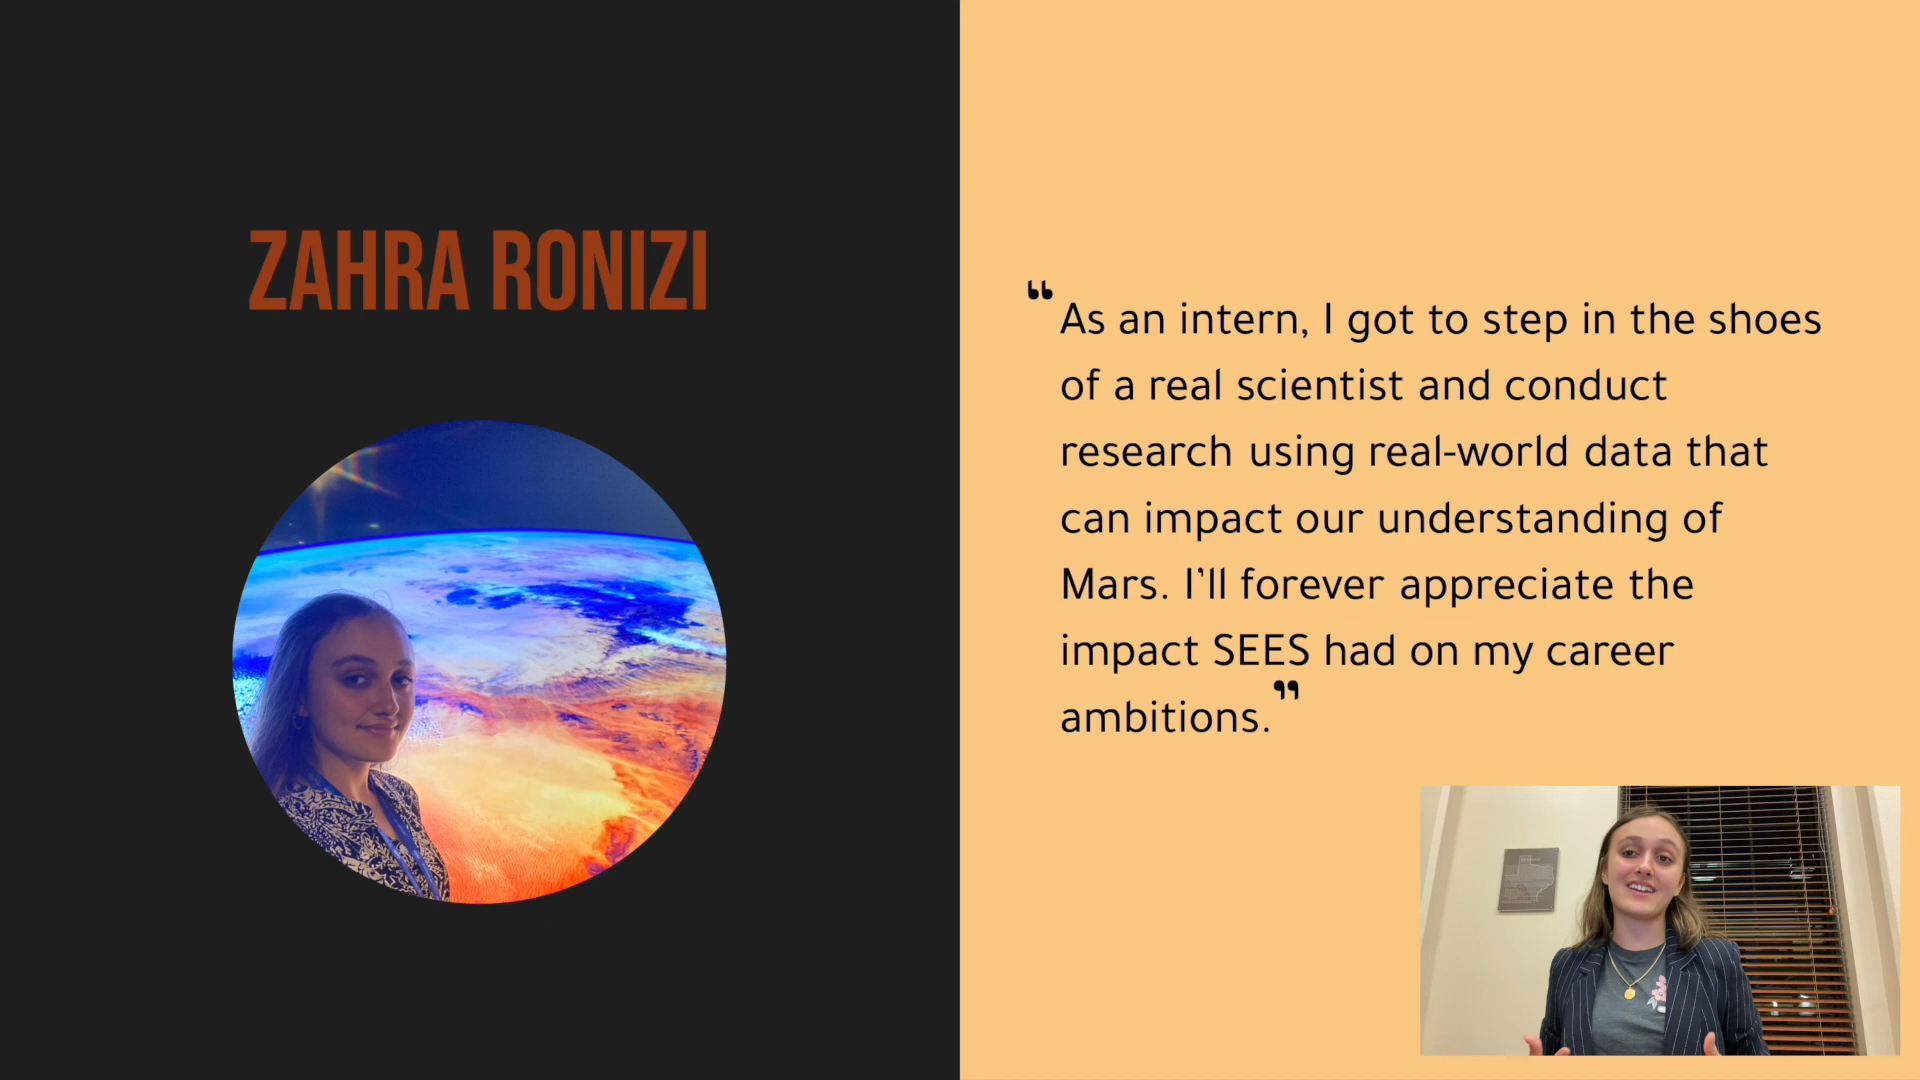 ZAHRA RONIZI
“As an intern, I got to step in the shoes
of a real scientist and conduct
research using real-world data that
can impact our understanding of
Mars. I’ll forever appreciate the
impact SEES had on my career
ambitions.”